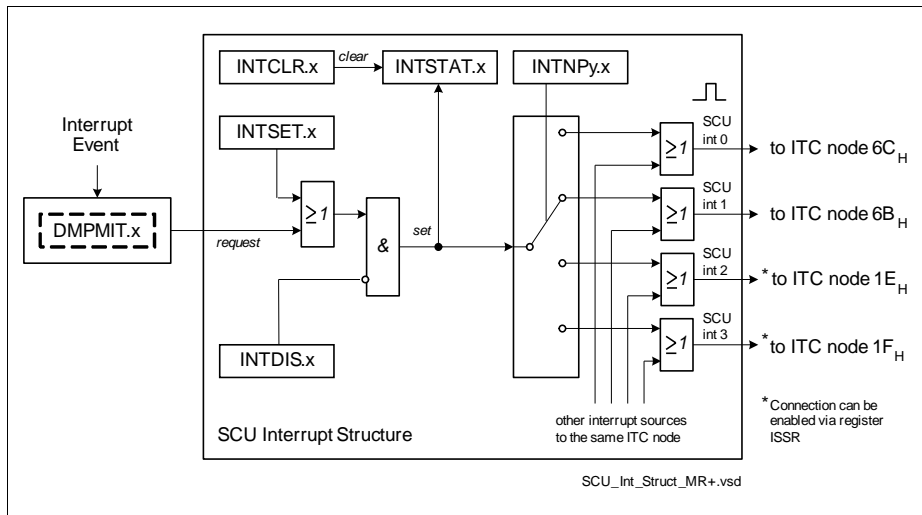 INTCLR.x
clear
INTSTAT.x
INTNPy.x
Interrupt
Event
INTSET.x
SCU
int 0
≥1
to ITC node 6CH
DMPMIT.x
request
≥1
&
set
SCU
int 1
≥1
to ITC node 6BH
SCU
int 2
≥1
* to ITC node 1EH
INTDIS.x
SCU
int 3
≥1
* to ITC node 1FH
SCU Interrupt Structure
other interrupt sources
to the same ITC node
* Connection can be
enabled via register
ISSR
SCU_Int_Struct_MR+.vsd